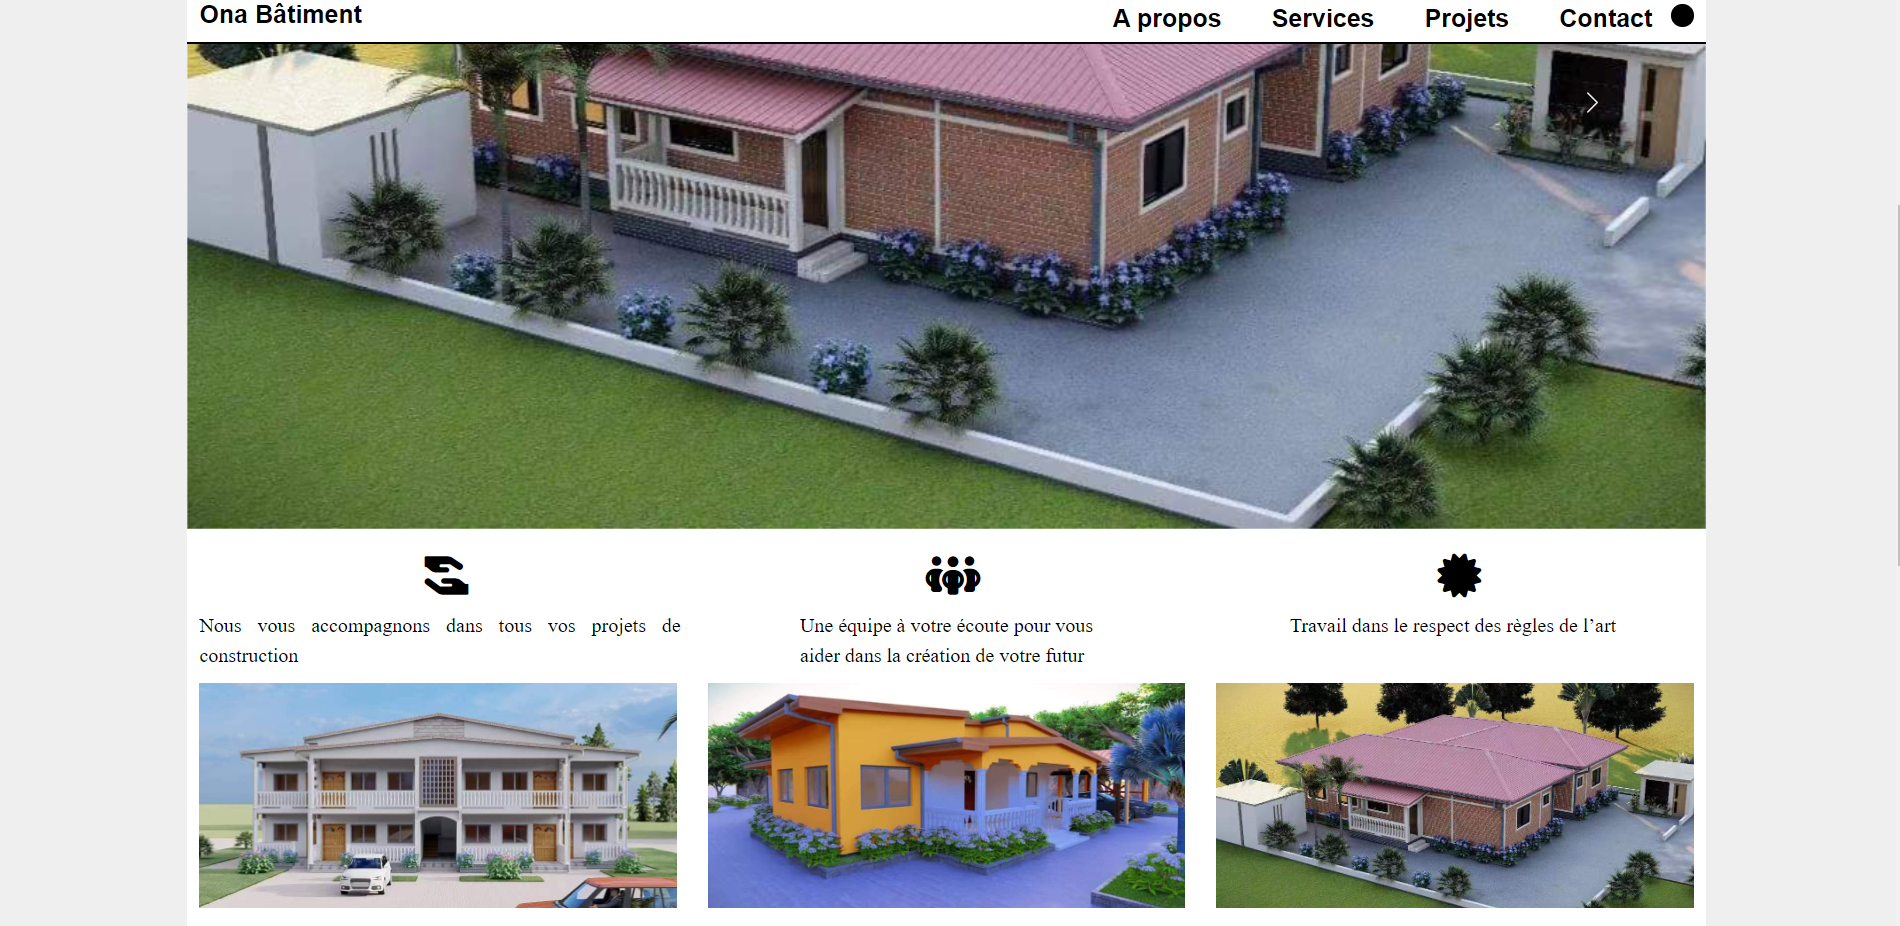 Ona Bâtiment
A propos Services Projets Contact
Nous vous accompagnons dans tous vos projets de
construction
Une équipe à votre écoute pour vous
aider dans la création de votre futur
Travail dans le respect des règles de l’art